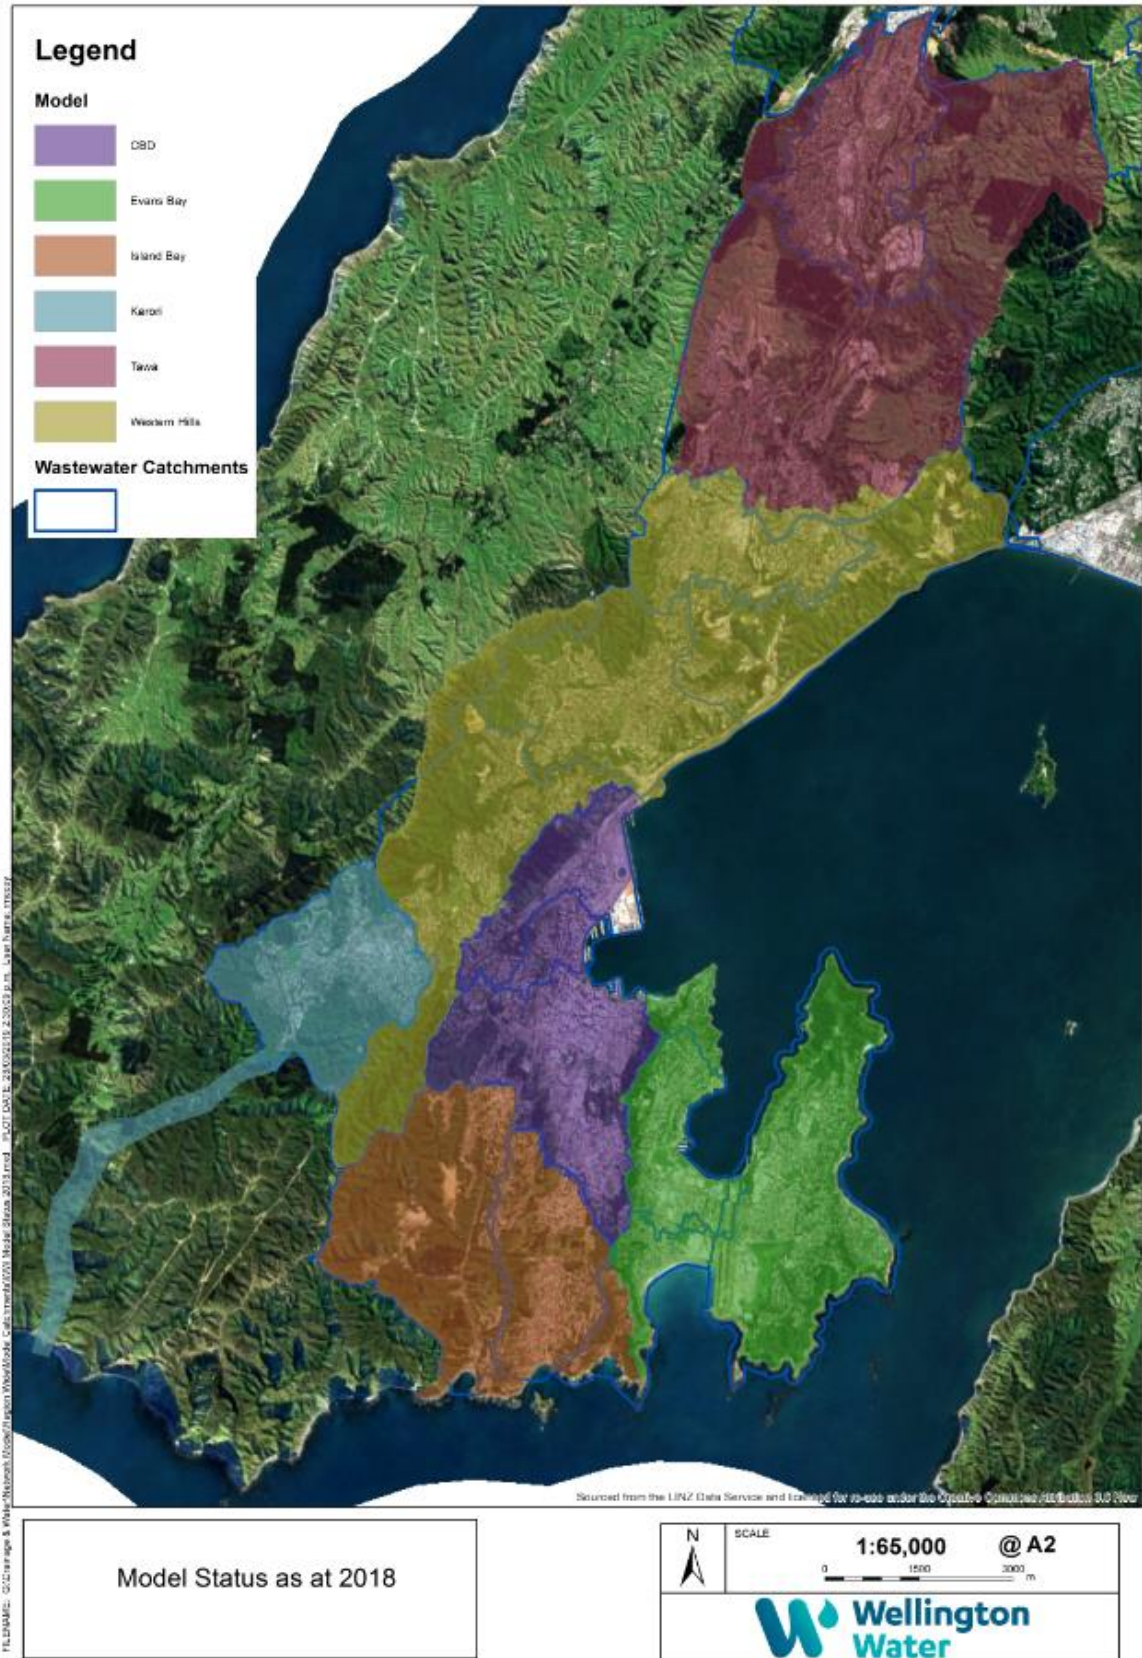 Legend
Model
CBD
Evans Bay
Island Bay
Karori
Tawa
Western Hills
Wastewater Catchments
Sourced from the LINZ Data Service and licensed for re-use under the Creative Commons Attribution 3.0 New
Model Status as at 2018
N
SCALE
1:65,000 @ A2
0 1500 3000
m
Wellington
Water